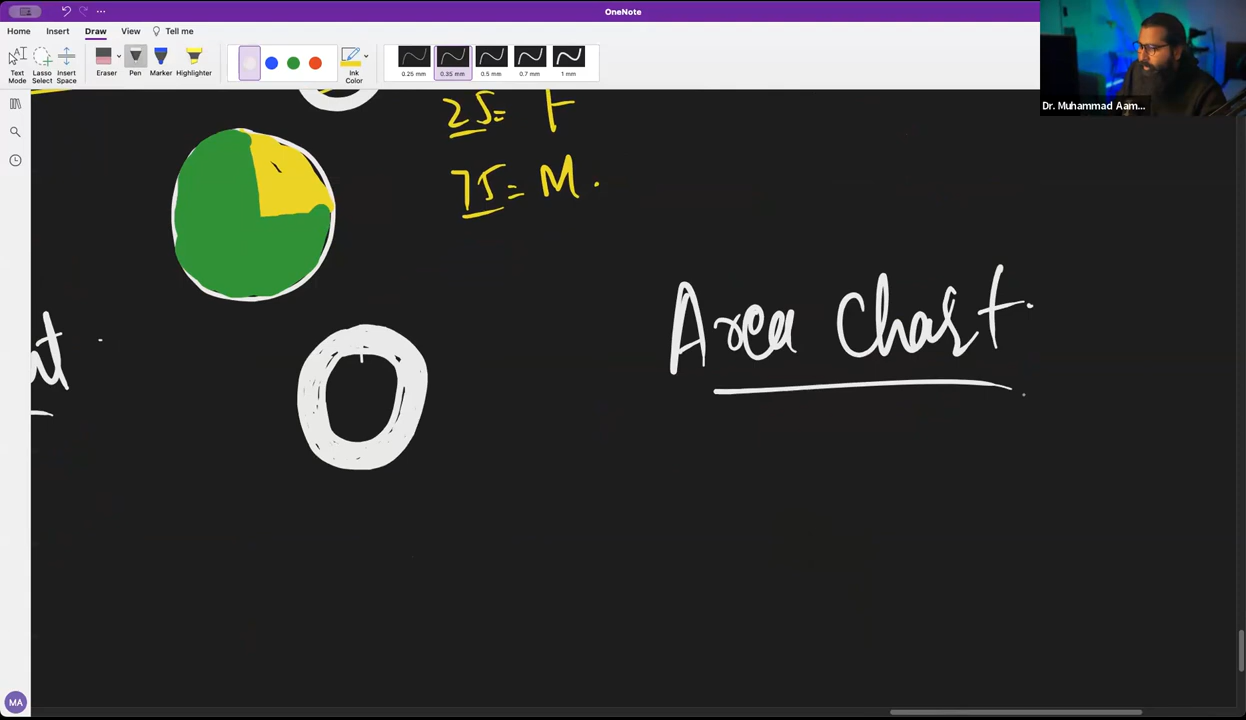 OneNote
Home Insert Draw View Tell me
Text Mode
Lasso Select
Insert Space
Eraser
Pen
Marker
Highlighter
Ink Color
0.25 mm
0.35 mm
0.5 mm
0.7 mm
1 mm
Dr. Muhammad Aam...
25= F
75= M.
Area Chart
MA